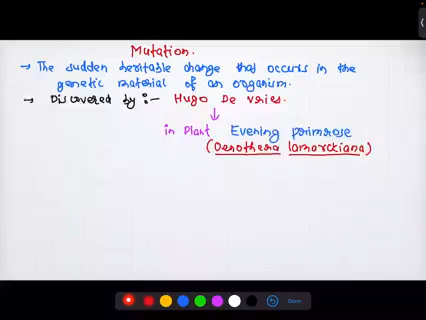 Mutation.
→ The sudden heritable change that occurs in the
genetic material of an organism.
→ Discovered by :- Hugo De vries.
in Plant Evening primrose
(Oenothera lamarckiana)
Done